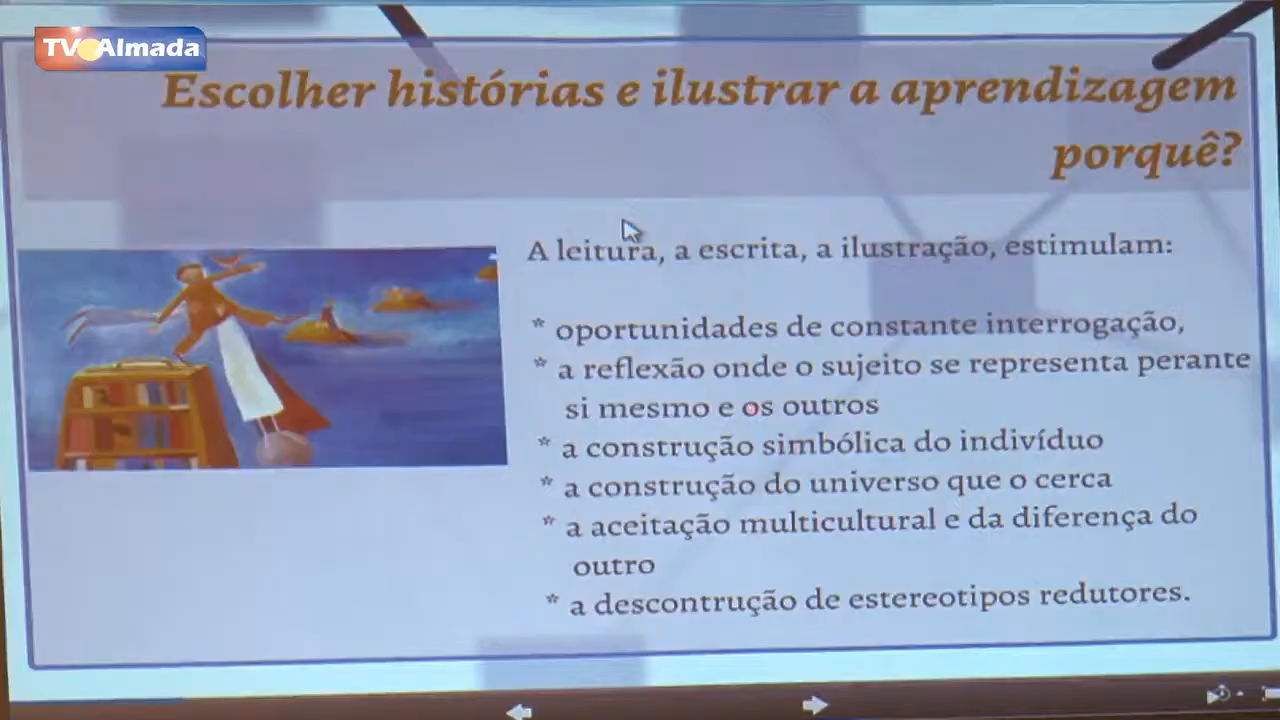 TV Almada
Escolher histórias e ilustrar a aprendizagem
porquê?
A leitura, a escrita, a ilustração, estimulam:
* oportunidades de constante interrogação,
* a reflexão onde o sujeito se representa perante
si mesmo e os outros
* a construção simbólica do indivíduo
* a construção do universo que o cerca
* a aceitação multicultural e da diferença do
outro
* a descontrução de estereotipos redutores.